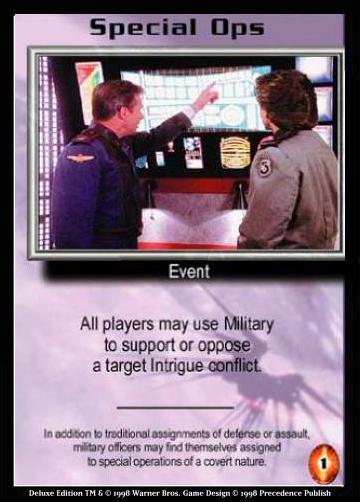 Special Ops
Event
All players may use Military
to support or oppose
a target Intrigue conflict.
In addition to traditional assignments of defense or assault,
military officers may find themselves assigned
to special operations of a covert nature.
1
Deluxe Edition TM & © 1998 Warner Bros. Game Design © 1998 Precedence Publish